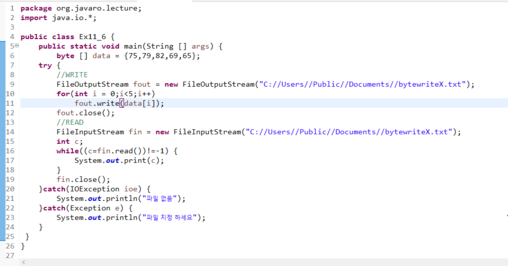 1 package org.javaro.lecture;
2 import java.io.*;
3
4 public class Ex11_6 {
5 public static void main(String [] args) {
6 byte [] data = {75,79,82,69,65};
7 try {
8 //WRITE
9 FileOutputStream fout = new FileOutputStream("C://Users//Public//Documents//bytewriteX.txt");
10 for(int i = 0;i<5;i++)
11 fout.write(data[i]);
12 fout.close();
13 //READ
14 FileInputStream fin = new FileInputStream("C://Users//Public//Documents//bytewriteX.txt");
15 int c;
16 while((c=fin.read())!=-1) {
17 System.out.print(c);
18 }
19 fin.close();
20 }catch(IOException ioe) {
21 System.out.println("파일 없음");
22 }catch(Exception e) {
23 System.out.println("파일 지정 하세요");
24 }
25 }
26 }
27